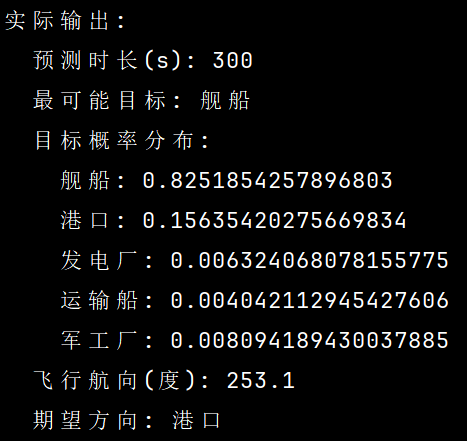 实际输出:
预测时长(s): 300
最可能目标: 舰船
目标概率分布:
舰船: 0.8251854257896803
港口: 0.15635420275669834
发电厂: 0.006324068078155775
运输船: 0.004042112945427606
军工厂: 0.008094189430037885
飞行航向(度): 253.1
期望方向: 港口